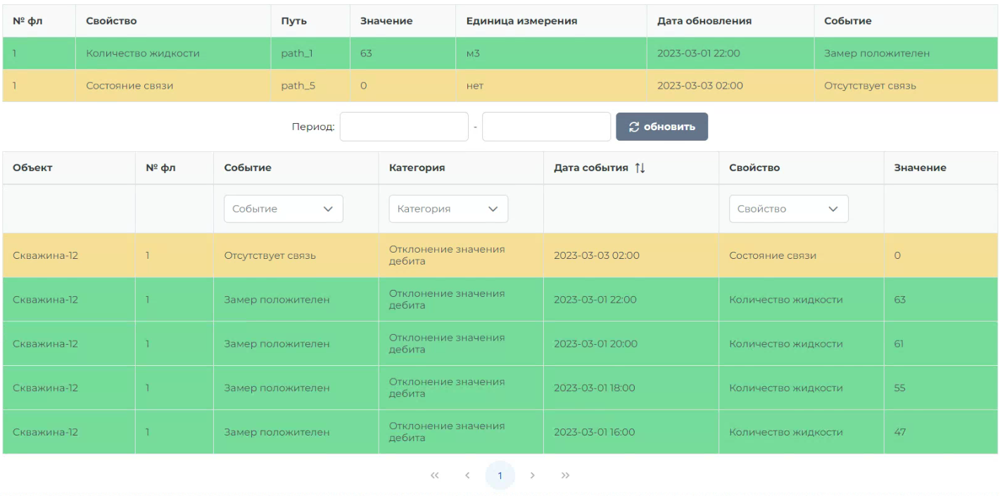 № фл Свойство Путь Значение Единица измерения Дата обновления Событие
1 Количество жидкости path_1 63 м3 2023-03-01 22:00 Замер положителен
1 Состояние связи path_5 0 нет 2023-03-03 02:00 Отсутствует связь
Период: - обновить
Объект № фл Событие Категория Дата события Свойство Значение
Событие Категория Свойство
Скважина-12 1 Отсутствует связь Отклонение значения дебита 2023-03-03 02:00 Состояние связи 0
Скважина-12 1 Замер положителен Отклонение значения дебита 2023-03-01 22:00 Количество жидкости 63
Скважина-12 1 Замер положителен Отклонение значения дебита 2023-03-01 20:00 Количество жидкости 61
Скважина-12 1 Замер положителен Отклонение значения дебита 2023-03-01 18:00 Количество жидкости 55
Скважина-12 1 Замер положителен Отклонение значения дебита 2023-03-01 16:00 Количество жидкости 47
« ‹ 1 › »